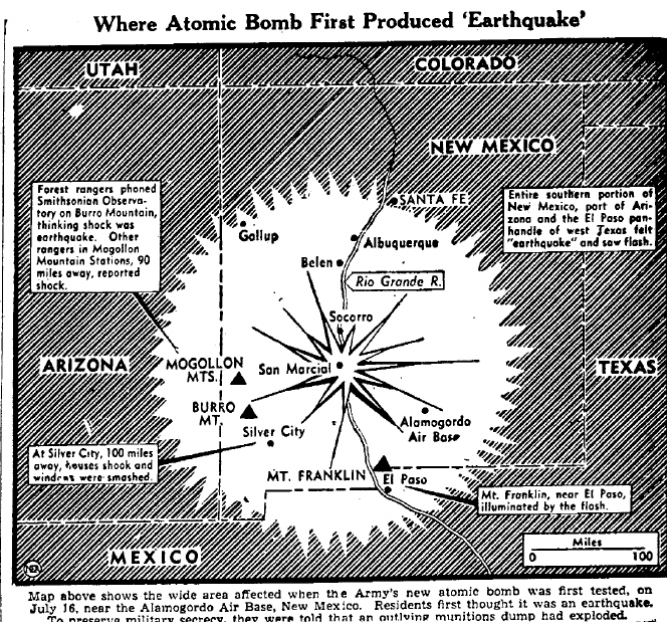 Where Atomic Bomb First Produced 'Earthquake'
UTAH
COLORADO
NEW MEXICO
Forest rangers phoned
Smithsonian Observa-
tory on Burro Mountain,
thinking shock was
earthquake. Other
rangers in Mogollon
Mountain Stations, 90
miles away, reported
shock.
SANTA FE
Entire southern portion of
New Mexico, part of Ari-
zona and the El Paso pan-
handle of west Texas felt
"earthquake" and saw flash.
Gallup
Albuquerque
Belen
Rio Grande R.
Socorro
ARIZONA
MOGOLLON
MTS.
San Marcial
TEXAS
BURRO
MT.
Alamogordo
Air Base
Silver City
At Silver City, 100 miles
away, houses shook and
windows were smashed.
MT. FRANKLIN
El Paso
Mt. Franklin, near El Paso,
illuminated by the flash.
MEXICO
Miles
0 100
NEA
Map above shows the wide area affected when the Army's new atomic bomb was first tested, on
July 16, near the Alamogordo Air Base, New Mexico. Residents first thought it was an earthquake.
To preserve military secrecy, they were told that an outlying munitions dump had exploded.